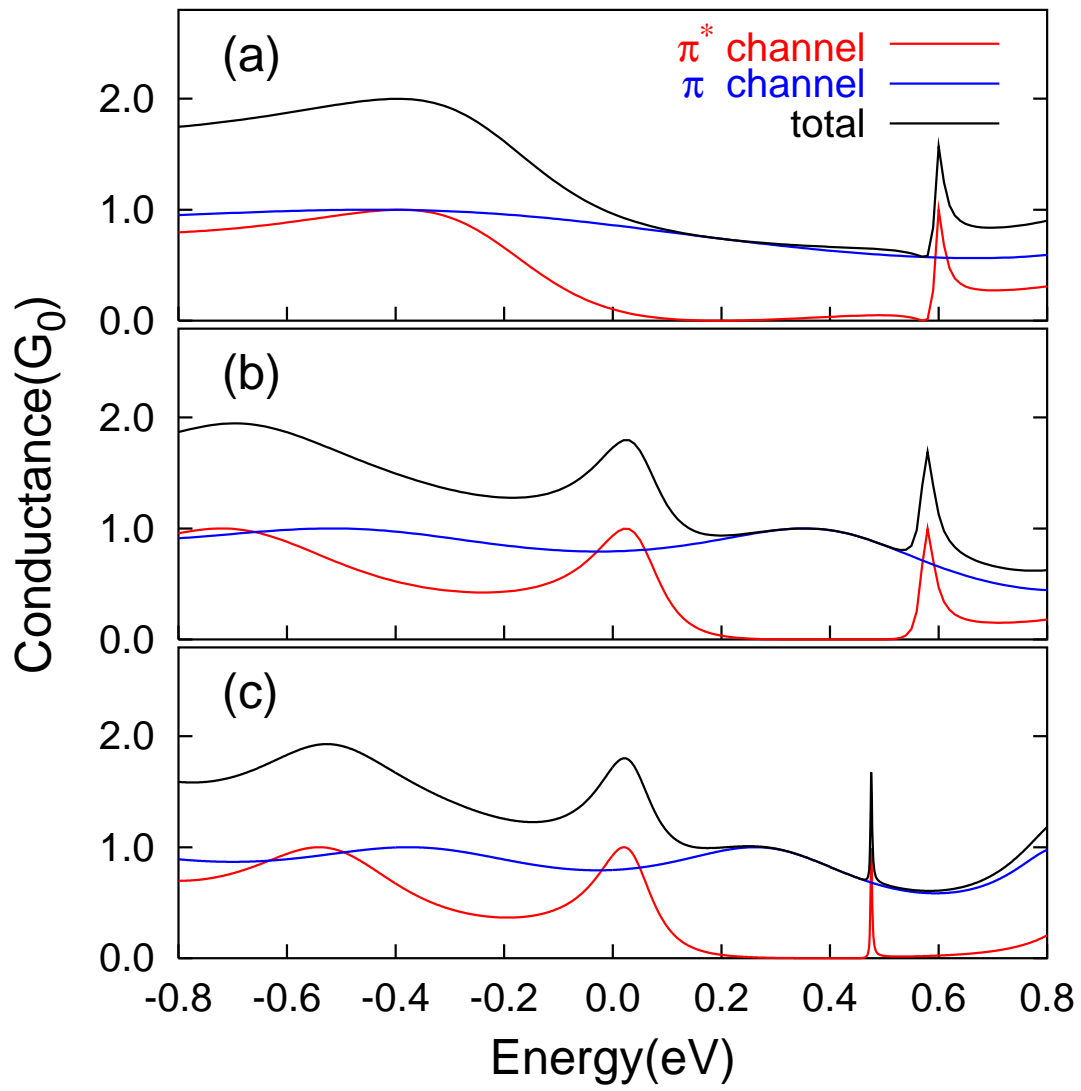 (a)
π* channel
π channel
total
2.0
1.0
0.0
(b)
2.0
1.0
0.0
(c)
2.0
1.0
0.0
Conductance(G₀)
-0.8 -0.6 -0.4 -0.2 0.0 0.2 0.4 0.6 0.8
Energy(eV)